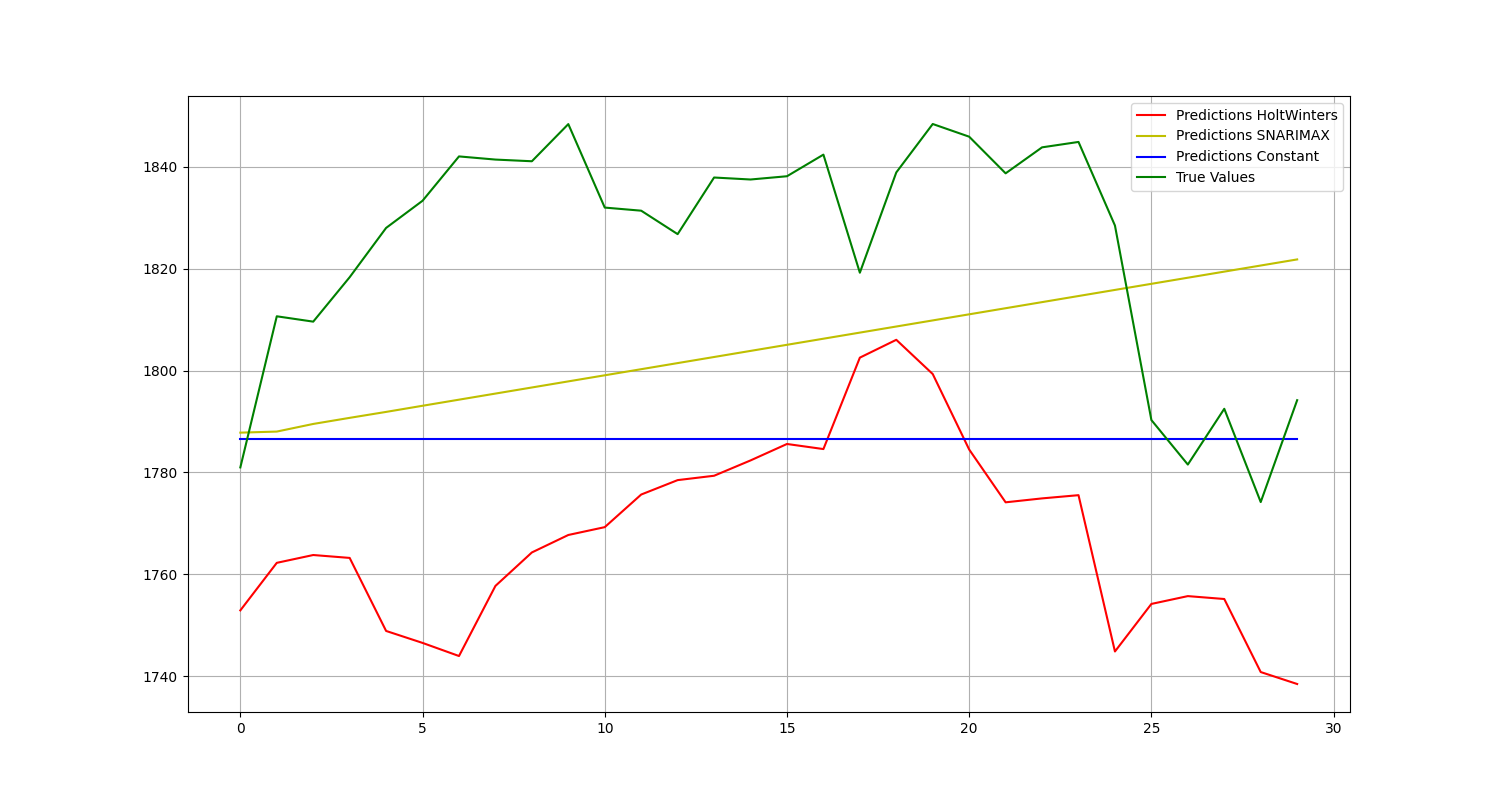 Predictions HoltWinters
Predictions SNARIMAX
Predictions Constant
True Values
1840
1820
1800
1780
1760
1740
0 5 10 15 20 25 30